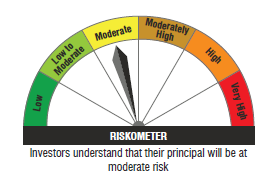 Low
Low to
Moderate
Moderate
Moderately
High
High
Very High
RISKOMETER
Investors understand that their principal will be at
moderate risk